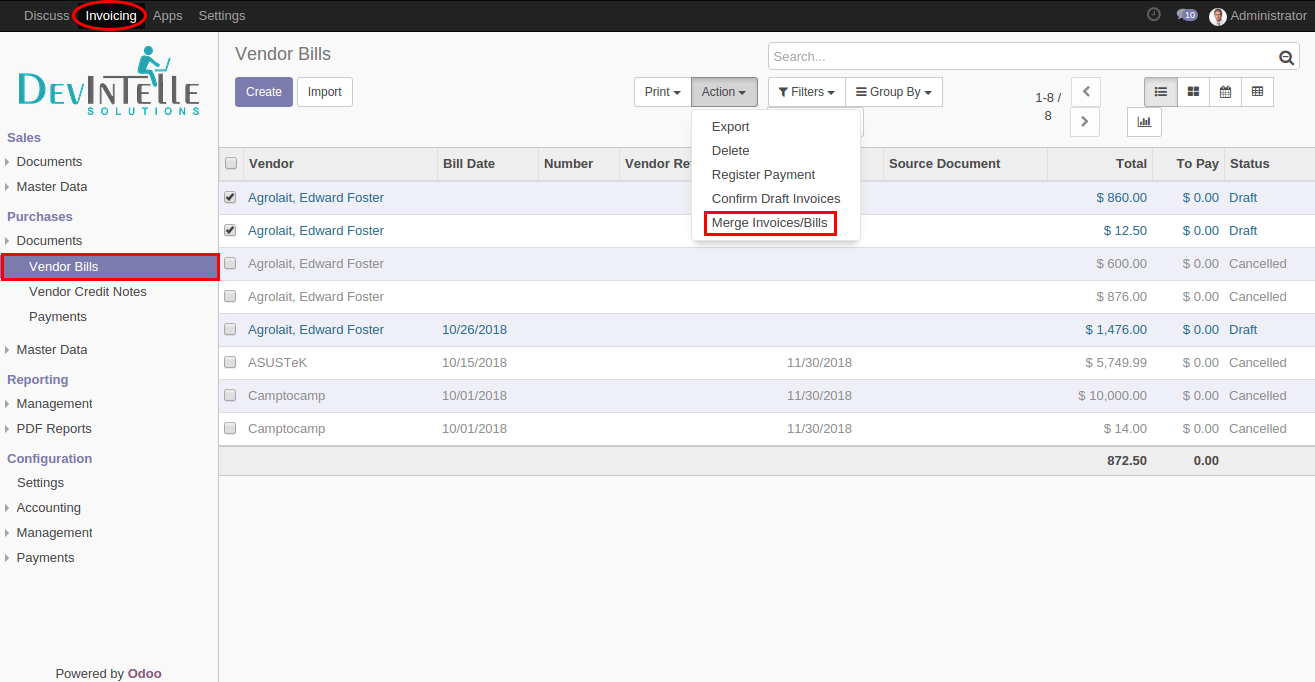 Discuss Invoicing Apps Settings 10 Administrator
DEVINTELLE
SOLUTIONS
Sales
Documents
Master Data
Purchases
Documents
Vendor Bills
Vendor Credit Notes
Payments
Master Data
Reporting
Management
PDF Reports
Configuration
Settings
Accounting
Management
Payments
Powered by Odoo
Vendor Bills
Search...
Create Import Print Action Filters Group By 1-8 /
8
Export
Delete
Register Payment
Confirm Draft Invoices
Merge Invoices/Bills
Vendor Bill Date Number Vendor Re Source Document Total To Pay Status
Agrolait, Edward Foster $ 860.00 $ 0.00 Draft
Agrolait, Edward Foster $ 12.50 $ 0.00 Draft
Agrolait, Edward Foster $ 600.00 $ 0.00 Cancelled
Agrolait, Edward Foster $ 876.00 $ 0.00 Cancelled
Agrolait, Edward Foster 10/26/2018 $ 1,476.00 $ 0.00 Draft
ASUSTeK 10/15/2018 11/30/2018 $ 5,749.99 $ 0.00 Cancelled
Camptocamp 10/01/2018 11/30/2018 $ 10,000.00 $ 0.00 Cancelled
Camptocamp 10/01/2018 11/30/2018 $ 14.00 $ 0.00 Cancelled
872.50 0.00